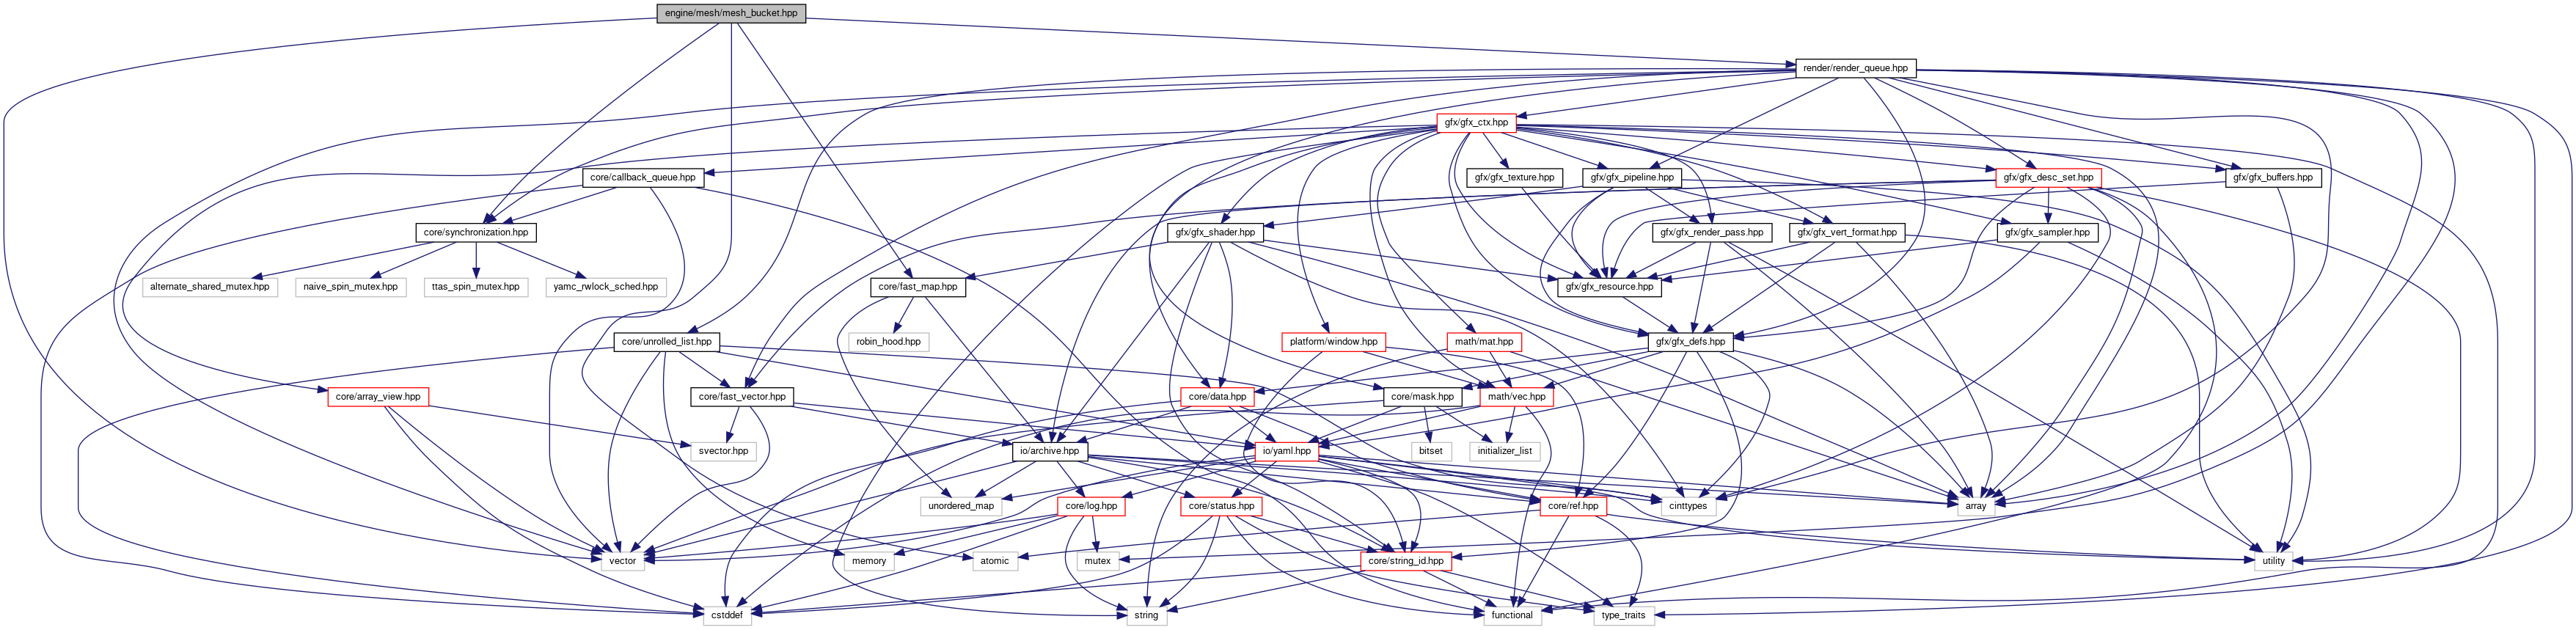 engine/mesh/mesh_bucket.hpp
render/render_queue.hpp
gfx/gfx_ctx.hpp
core/callback_queue.hpp
gfx/gfx_texture.hpp
gfx/gfx_pipeline.hpp
gfx/gfx_desc_set.hpp
gfx/gfx_buffers.hpp
core/synchronization.hpp
gfx/gfx_shader.hpp
gfx/gfx_render_pass.hpp
gfx/gfx_vert_format.hpp
gfx/gfx_sampler.hpp
alternate_shared_mutex.hpp
naive_spin_mutex.hpp
ttas_spin_mutex.hpp
yamc_rwlock_sched.hpp
core/fast_map.hpp
gfx/gfx_resource.hpp
core/unrolled_list.hpp
robin_hood.hpp
platform/window.hpp
math/mat.hpp
gfx/gfx_defs.hpp
core/array_view.hpp
core/fast_vector.hpp
core/data.hpp
core/mask.hpp
math/vec.hpp
svector.hpp
io/archive.hpp
io/yaml.hpp
bitset
initializer_list
unordered_map
core/log.hpp
core/status.hpp
core/ref.hpp
cinttypes
array
vector
memory
atomic
mutex
core/string_id.hpp
utility
cstddef
string
functional
type_traits